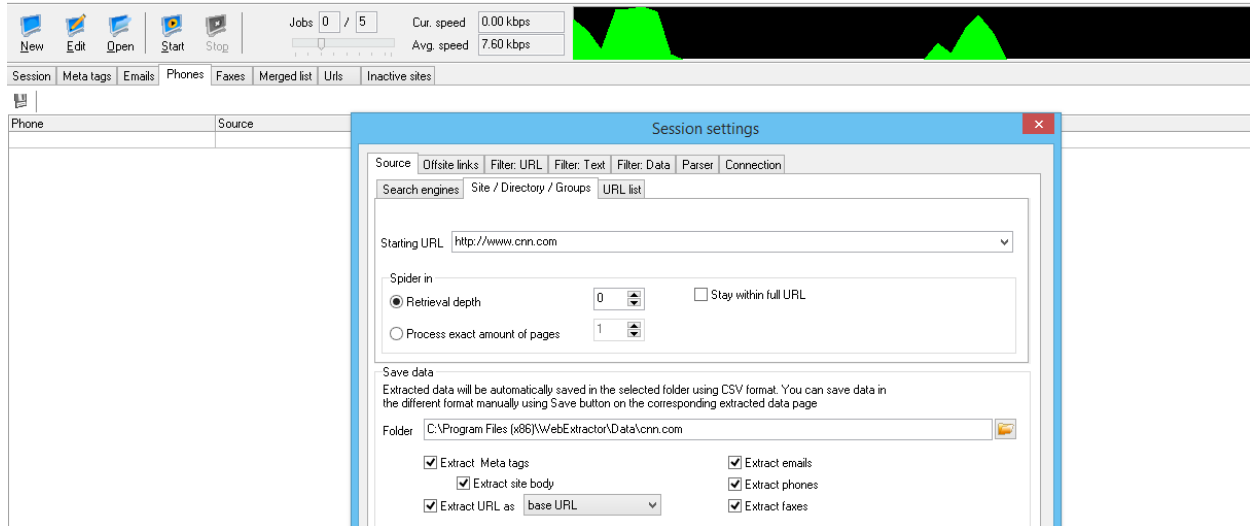 Jobs 0 / 5 Cur. speed 0.00 kbps
New Edit Open Start Stop Avg. speed 7.60 kbps
Session Meta tags Emails Phones Faxes Merged list Urls Inactive sites
Phone Source
Session settings
Source Offsite links Filter: URL Filter: Text Filter: Data Parser Connection
Search engines Site / Directory / Groups URL list
Starting URL http://www.cnn.com
Spider in
Retrieval depth 0 Stay within full URL
Process exact amount of pages 1
Save data
Extracted data will be automatically saved in the selected folder using CSV format. You can save data in
the different format manually using Save button on the corresponding extracted data page
Folder C:\Program Files (x86)\WebExtractor\Data\cnn.com
Extract Meta tags Extract emails
Extract site body Extract phones
Extract URL as base URL Extract faxes